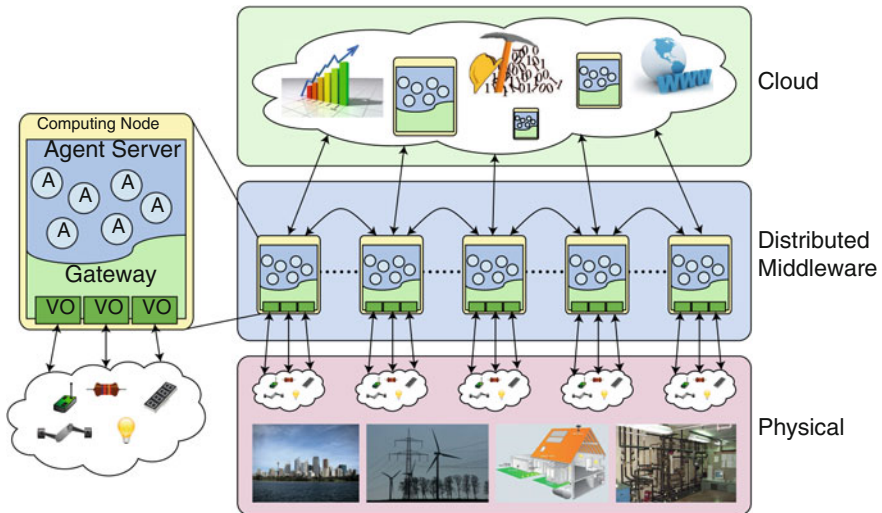 Cloud
Computing Node
Agent Server
A
A
A
A
A
A
A
Gateway
VO VO VO
Distributed
Middleware
Physical
WWW